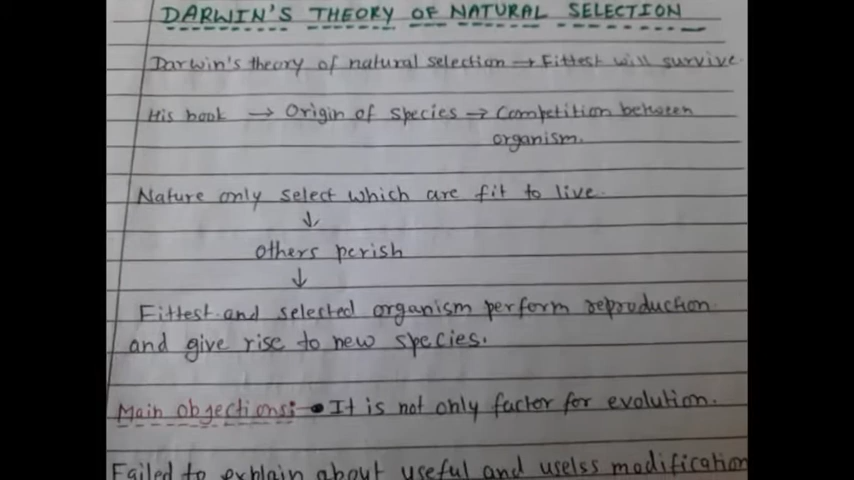 DARWIN'S THEORY OF NATURAL SELECTION
Darwin's theory of natural selection → Fittest will survive.
His book → Origin of species → Competition between
organism.
Nature only select which are fit to live.
↓
Others perish
↓
Fittest and selected organism perform reproduction
and give rise to new species.
Main objections:- • It is not only factor for evolution.
Failed to explain about useful and uselss modification